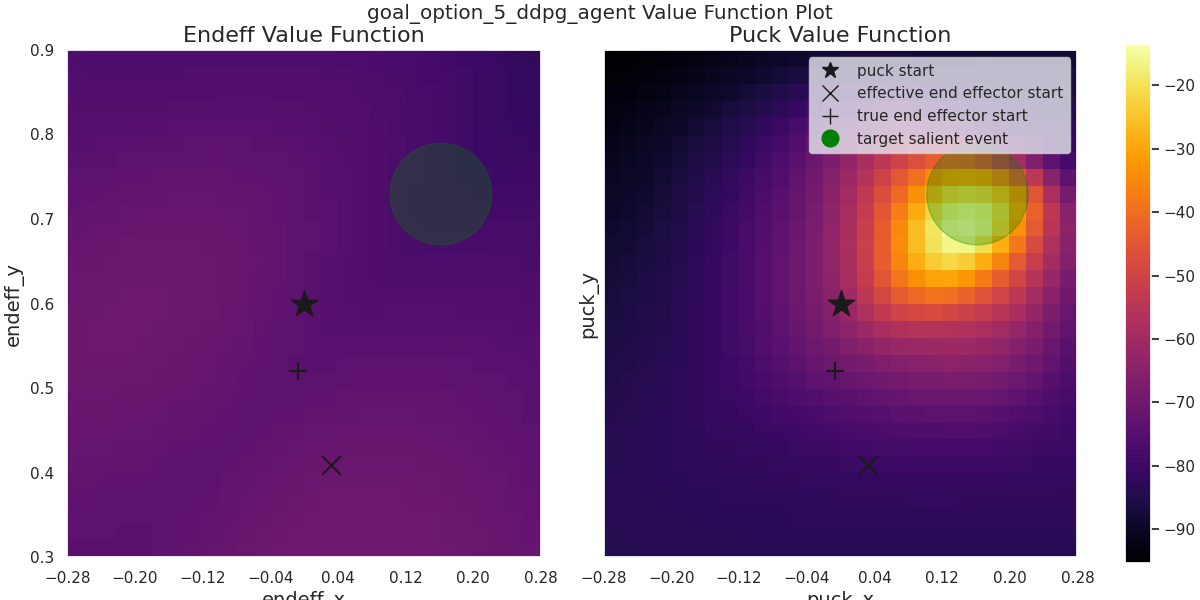 goal_option_5_ddpg_agent Value Function Plot
Endeff Value Function
Puck Value Function
0.9
0.8
0.7
0.6
0.5
0.4
0.3
endeff_y
−0.28
−0.20
−0.12
−0.04
0.04
0.12
0.20
0.28
endeff_x
puck_y
puck start
effective end effector start
true end effector start
target salient event
−0.28
−0.20
−0.12
−0.04
0.04
0.12
0.20
0.28
puck_x
−20
−30
−40
−50
−60
−70
−80
−90